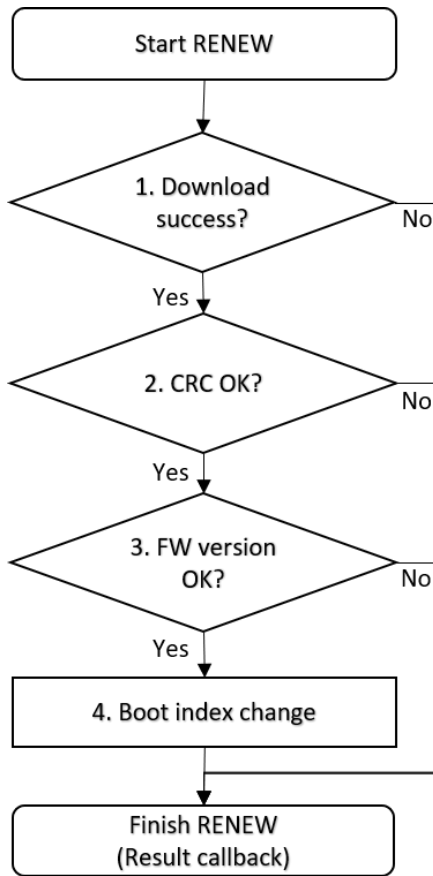 Start RENEW
1. Download
success?
No
Yes
2. CRC OK?
No
Yes
3. FW version
OK?
No
Yes
4. Boot index change
Finish RENEW
(Result callback)